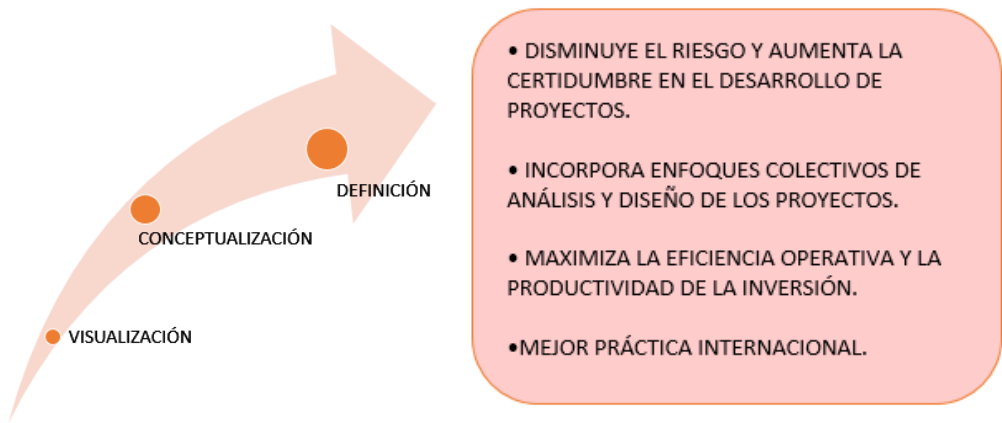 DEFINICIÓN
CONCEPTUALIZACIÓN
VISUALIZACIÓN
• DISMINUYE EL RIESGO Y AUMENTA LA
CERTIDUMBRE EN EL DESARROLLO DE
PROYECTOS.
• INCORPORA ENFOQUES COLECTIVOS DE
ANÁLISIS Y DISEÑO DE LOS PROYECTOS.
• MAXIMIZA LA EFICIENCIA OPERATIVA Y LA
PRODUCTIVIDAD DE LA INVERSIÓN.
•MEJOR PRÁCTICA INTERNACIONAL.